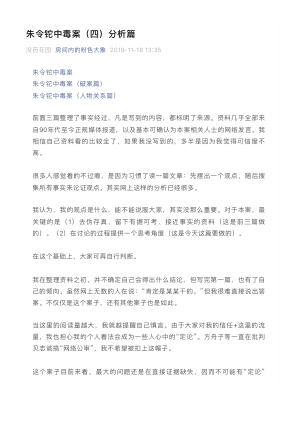 朱令铊中毒案（四）分析篇
没药花园 房间内的粉色大象 2018-11-18 13:35
朱令铊中毒案
朱令铊中毒案（破案篇）
朱令铊中毒案（人物关系篇）
前面三篇整理了事实经过，凡是写到的内容，都标明了来源。资料几乎全部来
自90年代至今正规媒体报道，以及基本可确认为本案相关人士的网络发言。我
相信自己资料看的比较全了，如果我没写到的，多半是因为我觉得可信度不
高。
很多人感觉看的不过瘾，是因为习惯了读一篇文章：先摆出一个观点，随后搜
集所有事实来论证观点。其实网上这样的分析已经很多。
我认为，我的观点是什么，能不能说服大家，其实没那么重要。对于本案，最
关键的是（1）去伪存真，留下有据可考、接近事实的资料（这是前三篇做
的）。（2）在讨论的过程提供一个思考角度（这是今天这篇要做的）。
在这个基础上，大家可再自行判断。
我在整理资料之初，并不确定自己会得出什么结论，但写完第一篇，也有了自
己的倾向。虽然网上无数的人在说：“肯定是某某干的。”但我很难直接说出答
案。不仅仅是这个案子，还有其他案子也是如此。
当这里的阅读量越大，我就越提醒自己慎言。由于大家对我的信任+这里的流
量，我也担心我的个人看法会成为一些人心中的“定论”。方舟子等一直在批判
贝志诚搞“网络公审”，我不希望被扣上这帽子。
这个案子目前来看，最大的问题还是在直接证据缺失，因而不可能有“定论”